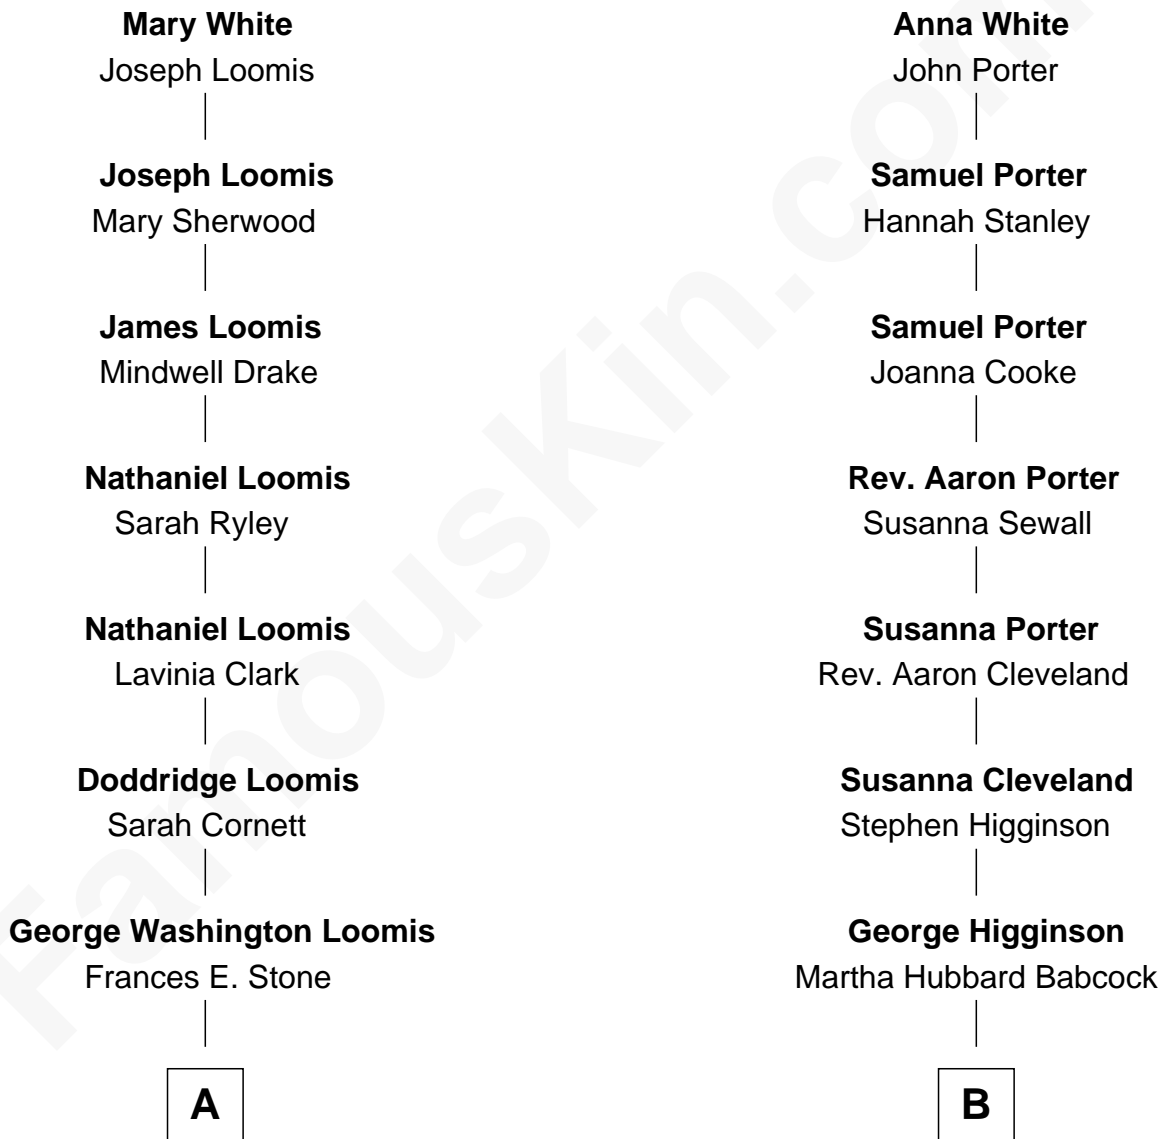 Mary White
Joseph Loomis
Joseph Loomis
Mary Sherwood
James Loomis
Mindwell Drake
Nathaniel Loomis
Sarah Ryley
Nathaniel Loomis
Lavinia Clark
Doddridge Loomis
Sarah Cornett
George Washington Loomis
Frances E. Stone
A
Anna White
John Porter
Samuel Porter
Hannah Stanley
Samuel Porter
Joanna Cooke
Rev. Aaron Porter
Susanna Sewall
Susanna Porter
Rev. Aaron Cleveland
Susanna Cleveland
Stephen Higginson
George Higginson
Martha Hubbard Babcock
B
FamousKin.com